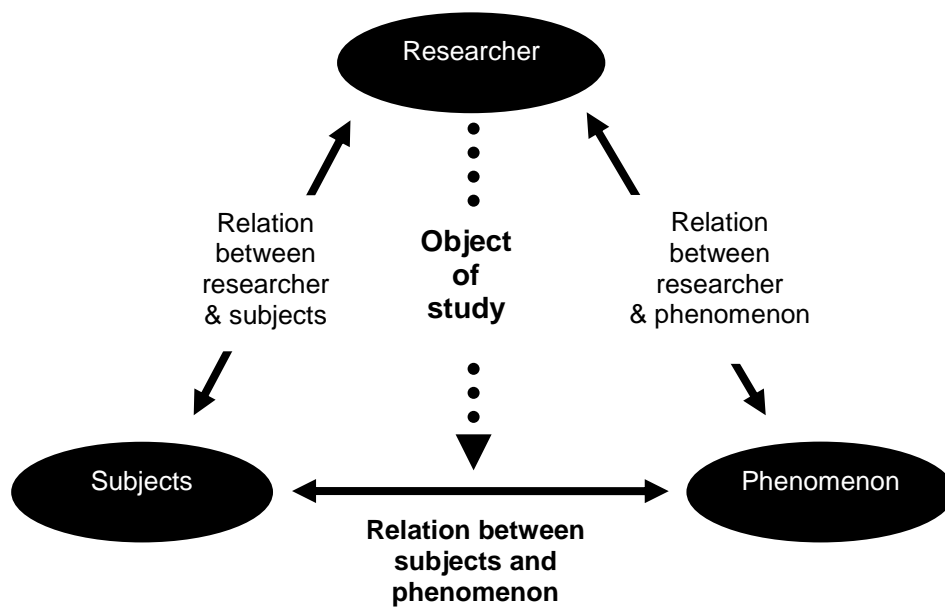 Researcher
Relation
between
researcher
& subjects
Object
of
study
Relation
between
researcher
& phenomenon
Subjects
Phenomenon
Relation between
subjects and
phenomenon